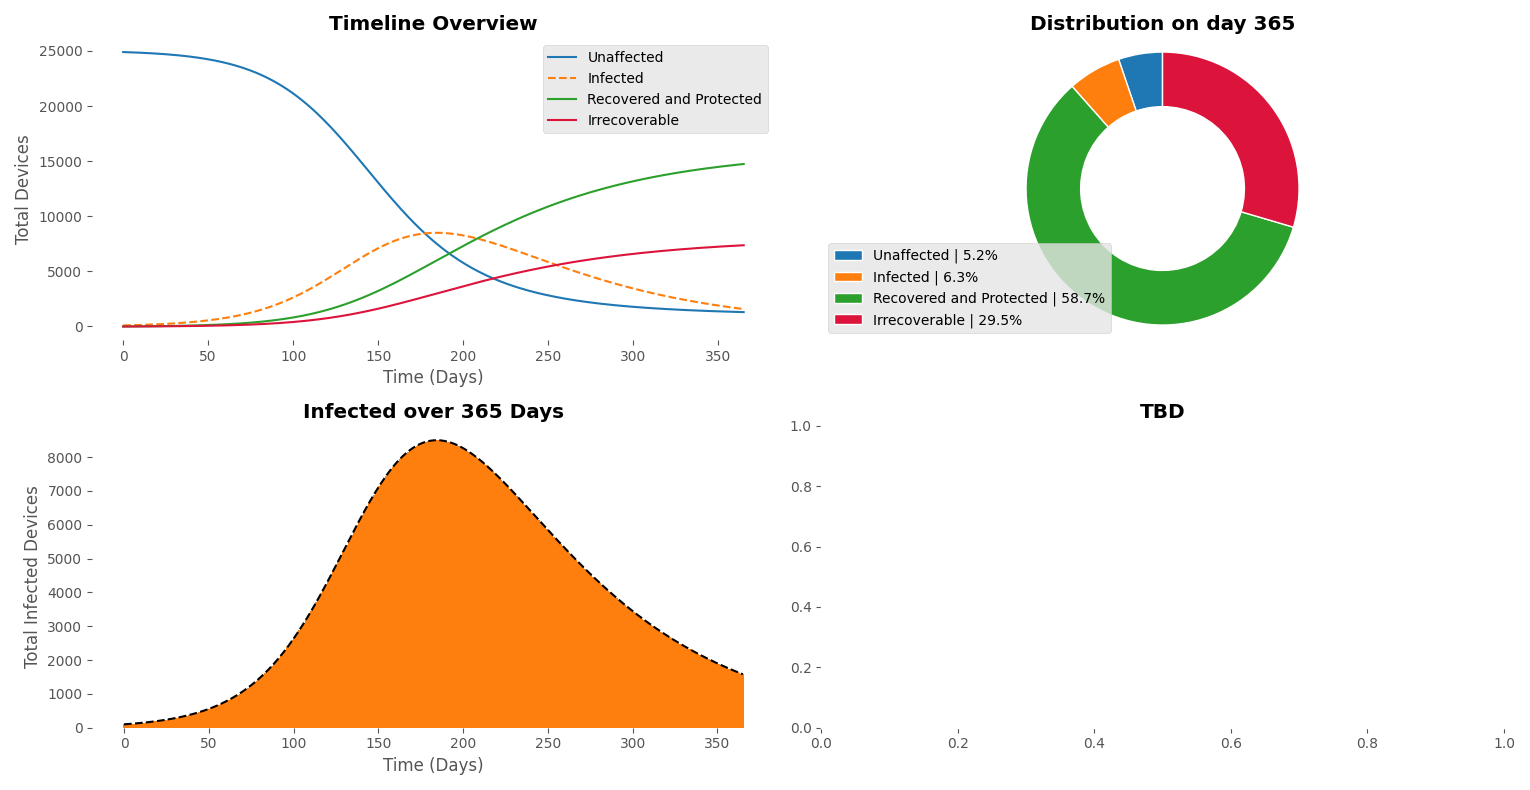 Timeline Overview
25000
20000
15000
10000
5000
0
Total Devices
Unaffected
Infected
Recovered and Protected
Irrecoverable
0 50 100 150 200 250 300 350
Time (Days)
Distribution on day 365
Unaffected | 5.2%
Infected | 6.3%
Recovered and Protected | 58.7%
Irrecoverable | 29.5%
Infected over 365 Days
8000
7000
6000
5000
4000
3000
2000
1000
0
Total Infected Devices
0 50 100 150 200 250 300 350
Time (Days)
TBD
1.0
0.8
0.6
0.4
0.2
0.0
0.0 0.2 0.4 0.6 0.8 1.0